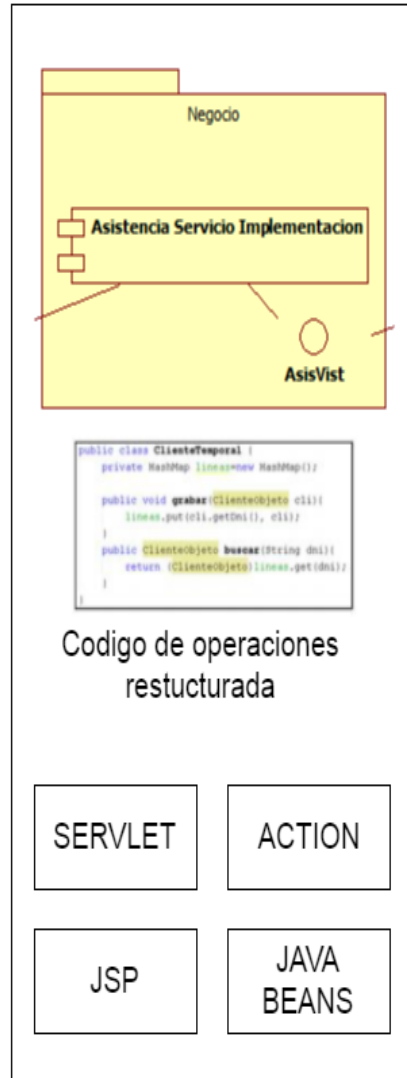 Negocio
Asistencia Servicio Implementacion
AsisVist
public class ClienteTemporal {
private HashMap lineas=new HashMap();
public void grabar(ClienteObjeto cli){
lineas.put(cli.getDni(), cli);
}
public ClienteObjeto buscar(String dni){
return (ClienteObjeto)lineas.get(dni);
}
}
Codigo de operaciones
restucturada
SERVLET
ACTION
JSP
JAVA
BEANS